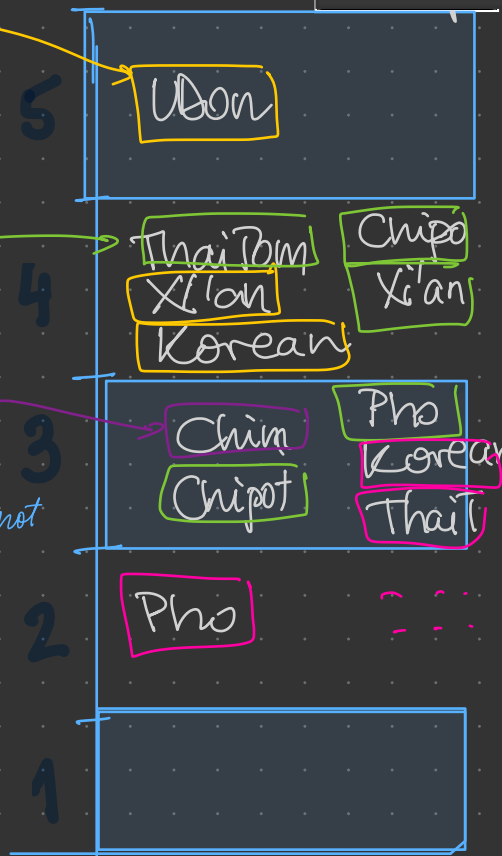 5
Udon
4
ThaiTom
Chipo
Xi'an
Xi'an
Korean
3
Chim
Pho
Korean
Chipot
ThaiT
not
2
Pho
1